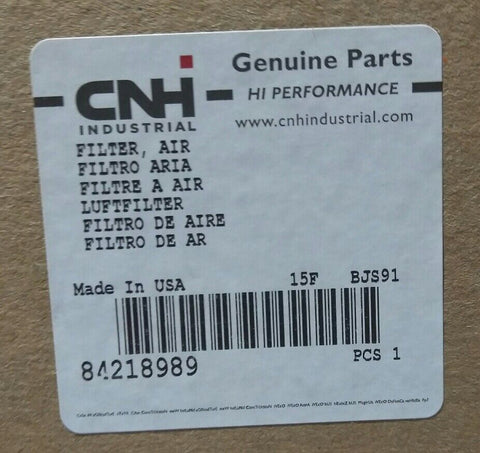 CNH
INDUSTRIAL
Genuine Parts
HI PERFORMANCE
www.cnhindustrial.com
FILTER, AIR
FILTRO ARIA
FILTRE A AIR
LUFTFILTER
FILTRO DE AIRE
FILTRO DE AR
Made In USA 15F BJS91
84218989 PCS 1